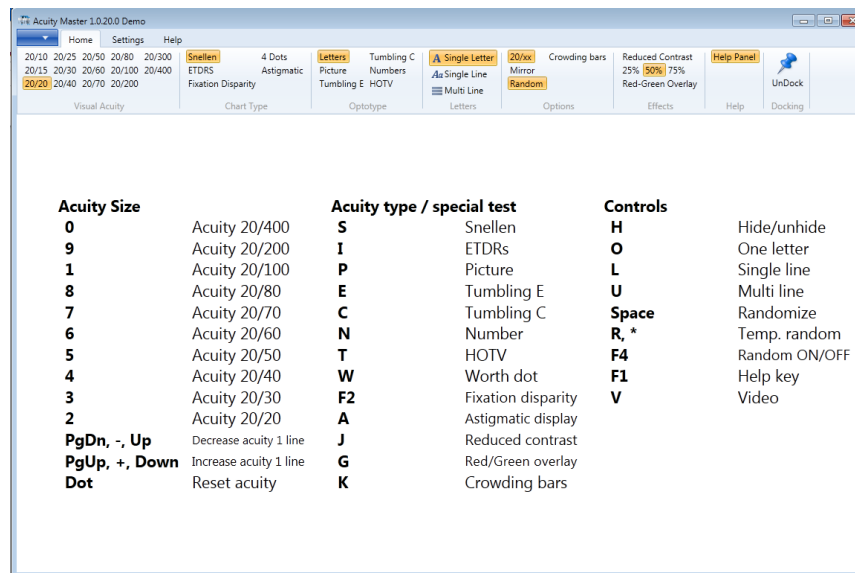 Acuity Master 1.0.20.0 Demo
Home Settings Help
20/10 20/25 20/50 20/80 20/300
20/15 20/30 20/60 20/100 20/400
20/20 20/40 20/70 20/200
Visual Acuity
Snellen 4 Dots
ETDRS Astigmatic
Fixation Disparity
Chart Type
Letters Tumbling C
Picture Numbers
Tumbling E HOTV
Optotype
A Single Letter
Aa Single Line
Multi Line
Letters
20/xx Crowding bars
Mirror
Random
Options
Reduced Contrast
25% 50% 75%
Red-Green Overlay
Effects
Help Panel
Help
UnDock
Docking
Acuity Size
0 Acuity 20/400
9 Acuity 20/200
1 Acuity 20/100
8 Acuity 20/80
7 Acuity 20/70
6 Acuity 20/60
5 Acuity 20/50
4 Acuity 20/40
3 Acuity 20/30
2 Acuity 20/20
PgDn, -, Up Decrease acuity 1 line
PgUp, +, Down Increase acuity 1 line
Dot Reset acuity
Acuity type / special test
S Snellen
I ETDRs
P Picture
E Tumbling E
C Tumbling C
N Number
T HOTV
W Worth dot
F2 Fixation disparity
A Astigmatic display
J Reduced contrast
G Red/Green overlay
K Crowding bars
Controls
H Hide/unhide
O One letter
L Single line
U Multi line
Space Randomize
R, * Temp. random
F4 Random ON/OFF
F1 Help key
V Video